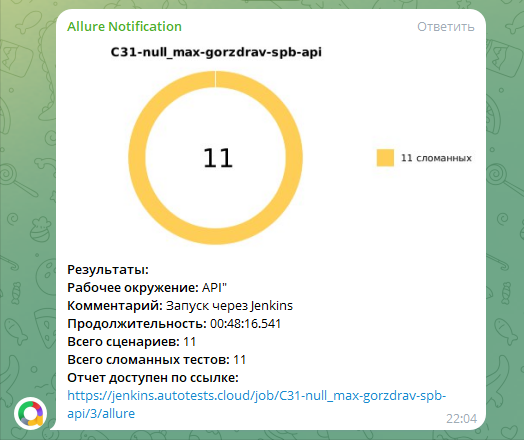 Allure Notification
Ответить
C31-null_max-gorzdrav-spb-api
11
11 сломанных
Результаты:
Рабочее окружение: API"
Комментарий: Запуск через Jenkins
Продолжительность: 00:48:16.541
Всего сценариев: 11
Всего сломанных тестов: 11
Отчет доступен по ссылке:
https://jenkins.autotests.cloud/job/C31-null_max-gorzdrav-spb-
api/3/allure
22:04